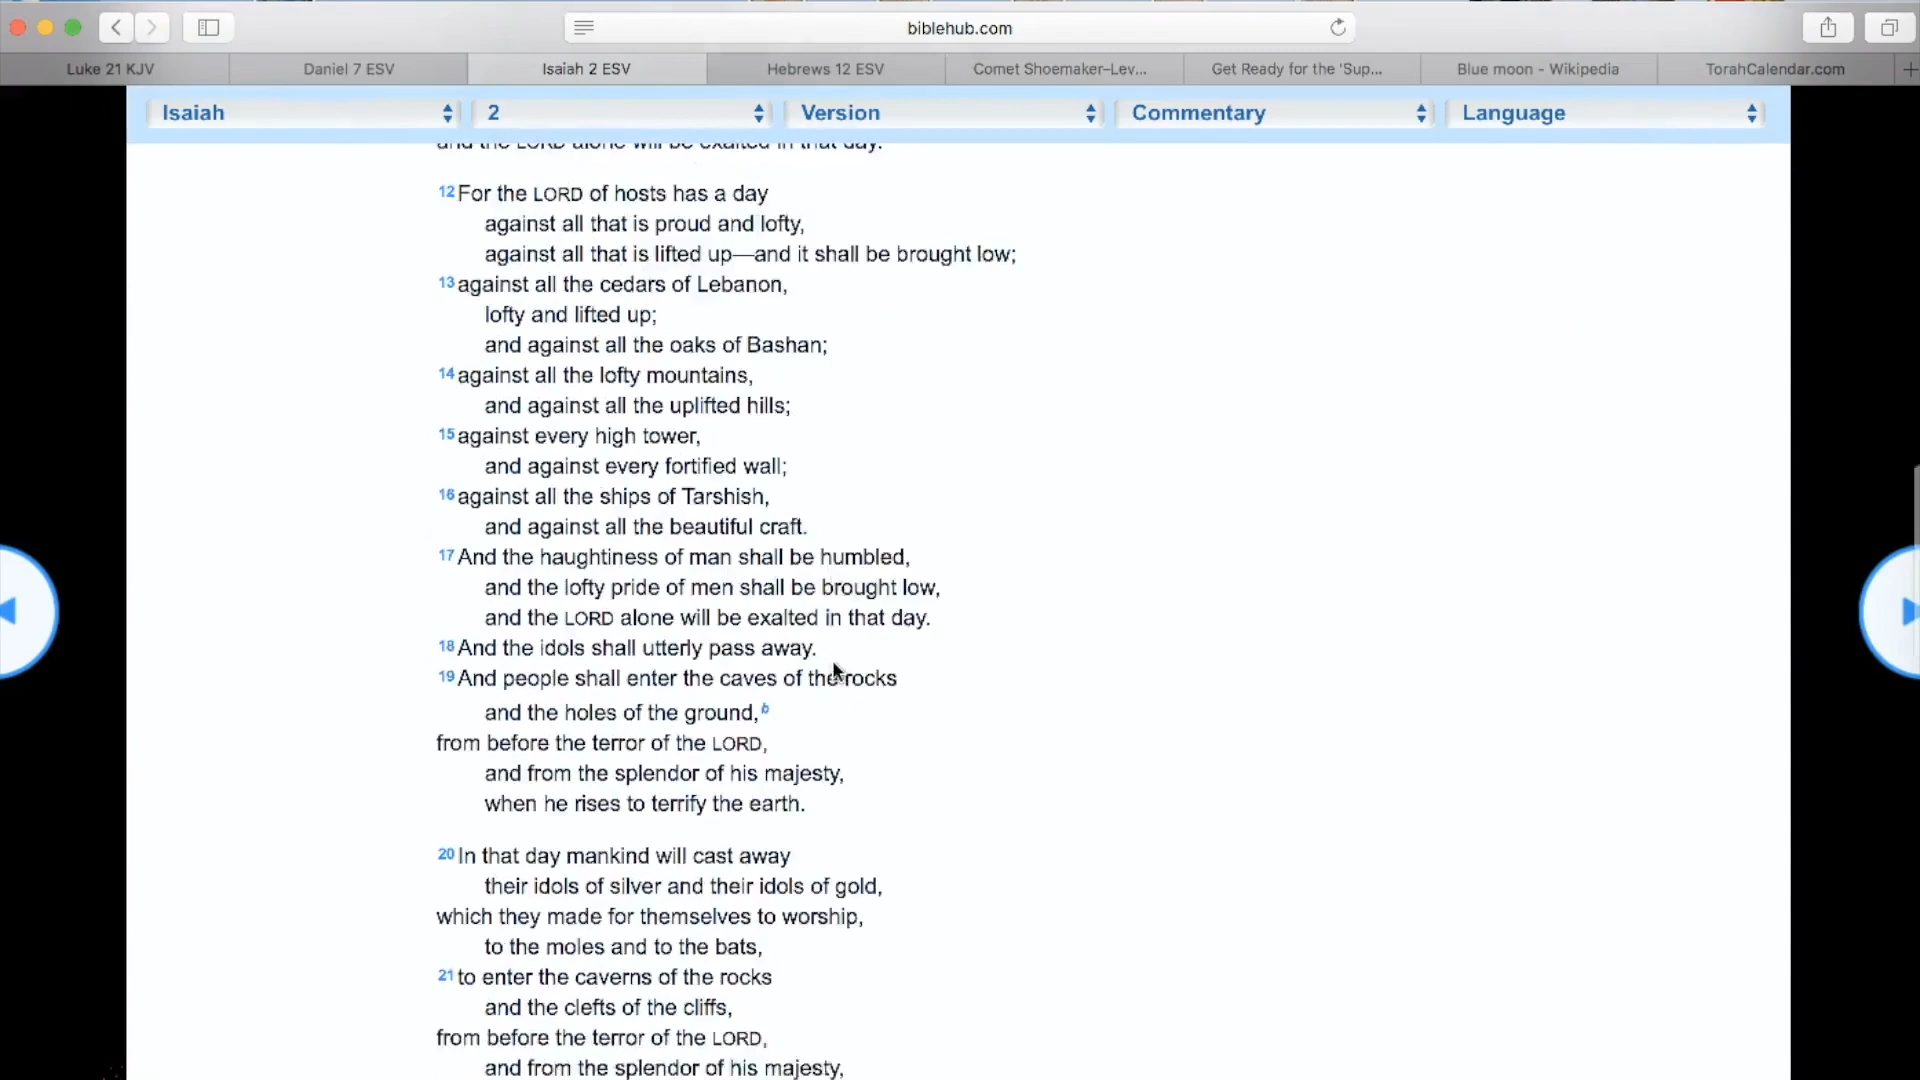 biblehub.com
Luke 21 KJV
Daniel 7 ESV
Isaiah 2 ESV
Hebrews 12 ESV
Comet Shoemaker–Lev...
Get Ready for the 'Sup...
Blue moon - Wikipedia
TorahCalendar.com
Isaiah
2
Version
Commentary
Language
and the LORD alone will be exalted in that day.
12 For the LORD of hosts has a day
against all that is proud and lofty,
against all that is lifted up—and it shall be brought low;
13 against all the cedars of Lebanon,
lofty and lifted up;
and against all the oaks of Bashan;
14 against all the lofty mountains,
and against all the uplifted hills;
15 against every high tower,
and against every fortified wall;
16 against all the ships of Tarshish,
and against all the beautiful craft.
17 And the haughtiness of man shall be humbled,
and the lofty pride of men shall be brought low,
and the LORD alone will be exalted in that day.
18 And the idols shall utterly pass away.
19 And people shall enter the caves of the rocks
and the holes of the ground,b
from before the terror of the LORD,
and from the splendor of his majesty,
when he rises to terrify the earth.
20 In that day mankind will cast away
their idols of silver and their idols of gold,
which they made for themselves to worship,
to the moles and to the bats,
21 to enter the caverns of the rocks
and the clefts of the cliffs,
from before the terror of the LORD,
and from the splendor of his majesty,